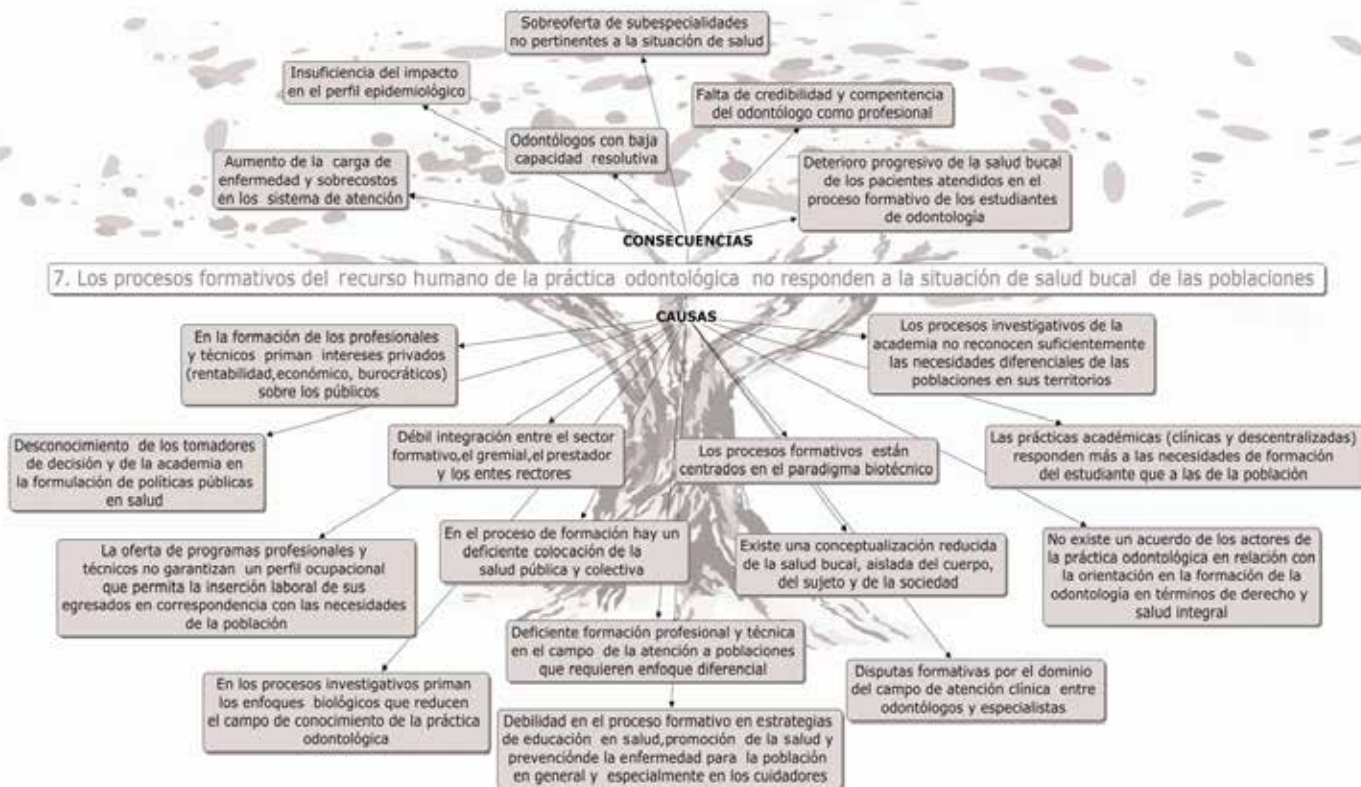 Sobreoferta de subespecialidades
no pertinentes a la situación de salud
Insuficiencia del impacto
en el perfil epidemiológico
Falta de credibilidad y compentencia
del odontólogo como profesional
Odontólogos con baja
capacidad resolutiva
Aumento de la carga de
enfermedad y sobrecostos
en los sistema de atención
Deterioro progresivo de la salud bucal
de los pacientes atendidos en el
proceso formativo de los estudiantes
de odontología
CONSECUENCIAS
7. Los procesos formativos del recurso humano de la práctica odontológica no responden a la situación de salud bucal de las poblaciones
CAUSAS
En la formación de los profesionales
y técnicos priman intereses privados
(rentabilidad,económico, burocráticos)
sobre los públicos
Los procesos investigativos de la
academia no reconocen suficientemente
las necesidades diferenciales de las
poblaciones en sus territorios
Desconocimiento de los tomadores
de decisión y de la academia en
la formulación de políticas públicas
en salud
Débil integración entre el sector
formativo,el gremial,el prestador
y los entes rectores
Los procesos formativos están
centrados en el paradigma biotécnico
Las prácticas académicas (clínicas y descentralizadas)
responden más a las necesidades de formación
del estudiante que a las de la población
La oferta de programas profesionales y
técnicos no garantizan un perfil ocupacional
que permita la inserción laboral de sus
egresados en correspondencia con las necesidades
de la población
En el proceso de formación hay un
deficiente colocación de la
salud pública y colectiva
Existe una conceptualización reducida
de la salud bucal, aislada del cuerpo,
del sujeto y de la sociedad
No existe un acuerdo de los actores de
la práctica odontológica en relación con
la orientación en la formación de la
odontología en términos de derecho y
salud integral
Deficiente formación profesional y técnica
en el campo de la atención a poblaciones
que requieren enfoque diferencial
Disputas formativas por el dominio
del campo de atención clínica entre
odontólogos y especialistas
En los procesos investigativos priman
los enfoques biológicos que reducen
el campo de conocimiento de la práctica
odontológica
Debilidad en el proceso formativo en estrategias
de educación en salud,promoción de la salud y
prevenciónde la enfermedad para la población
en general y especialmente en los cuidadores